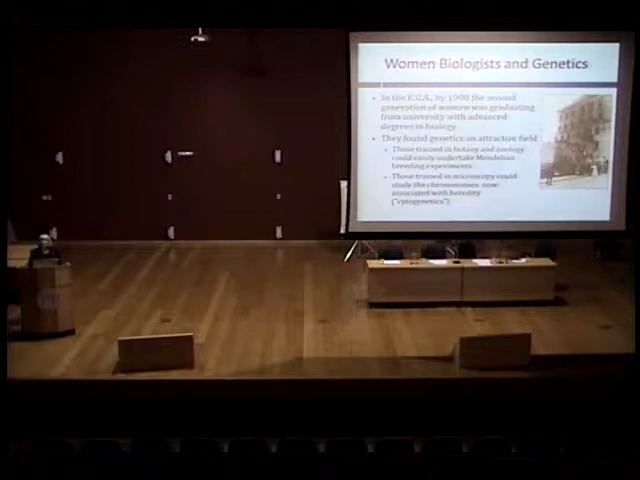 Women Biologists and Genetics
• In the E.U.A., by 1900 the second
generation of women was graduating
from university with advanced
degrees in biology
• They found genetics an attractive field
• Those trained in botany and zoology
could easily undertake Mendelian
breeding experiments.
• Those trained in microscopy could
study the chromosomes now
associated with heredity
("cytogenetics").